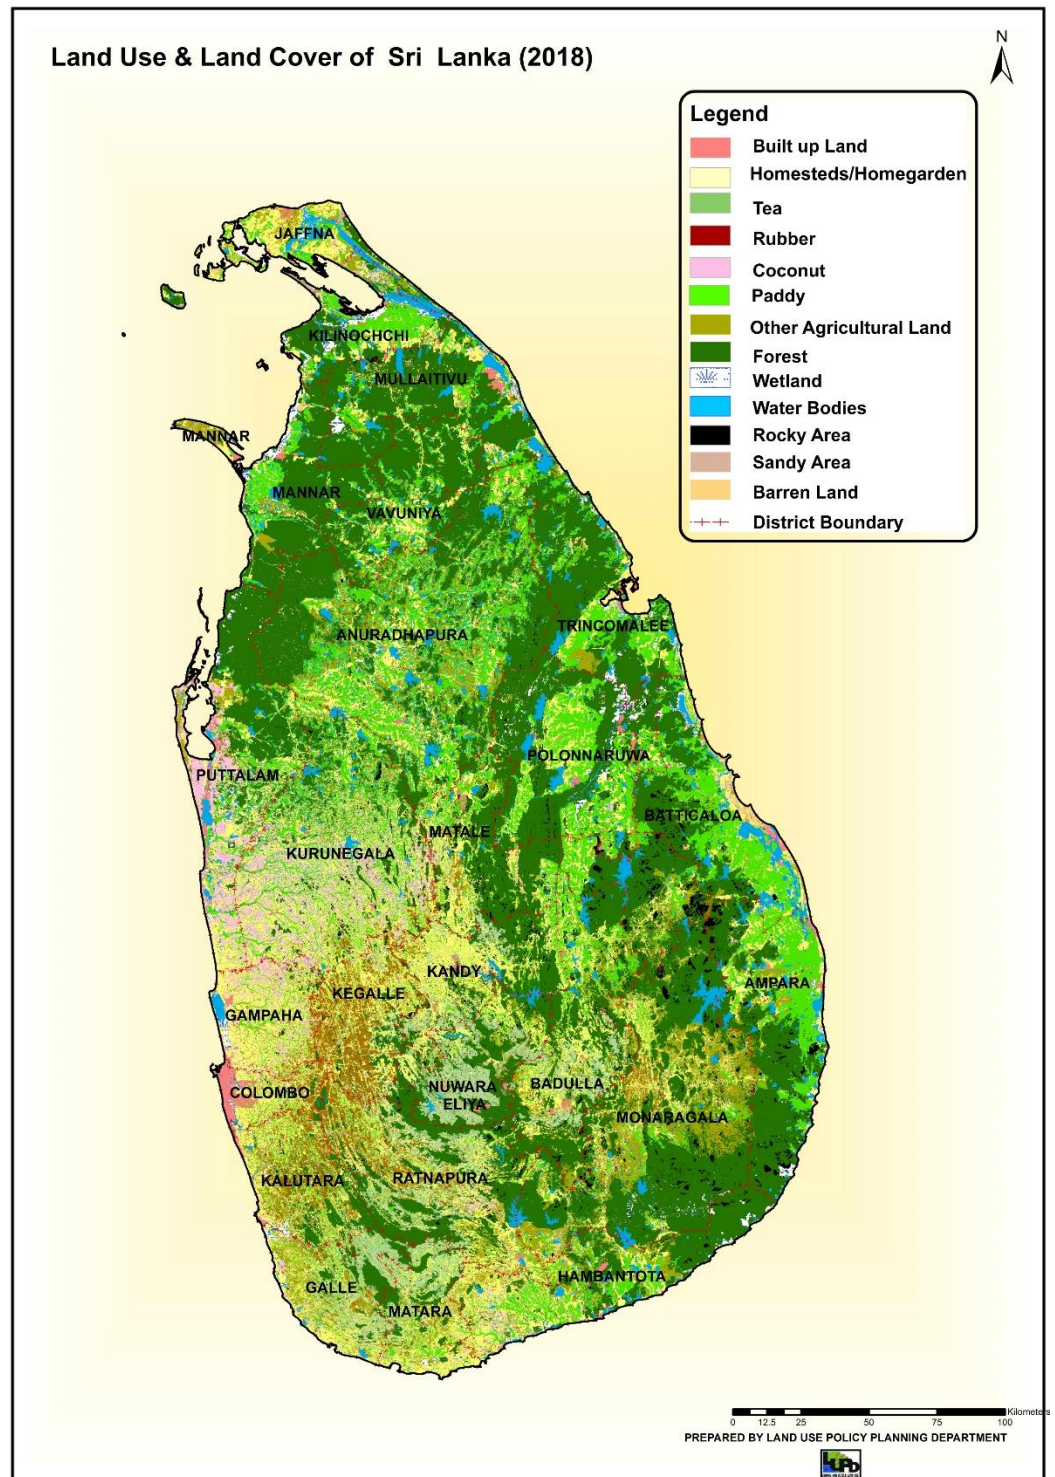 Land Use & Land Cover of Sri Lanka (2018)
N
Legend
Built up Land
Homesteds/Homegarden
Tea
Rubber
Coconut
Paddy
Other Agricultural Land
Forest
Wetland
Water Bodies
Rocky Area
Sandy Area
Barren Land
District Boundary
JAFFNA
KILINOCHCHI
MULLAITIVU
MANNAR
MANNAR
VAVUNIYA
TRINCOMALEE
ANURADHAPURA
POLONNARUWA
PUTTALAM
BATTICALOA
MATALE
KURUNEGALA
KANDY
AMPARA
KEGALLE
GAMPAHA
NUWARA
ELIYA
BADULLA
COLOMBO
MONARAGALA
KALUTARA
RATNAPURA
HAMBANTOTA
GALLE
MATARA
Kilometers
0 12.5 25 50 75 100
PREPARED BY LAND USE POLICY PLANNING DEPARTMENT
LUPPD